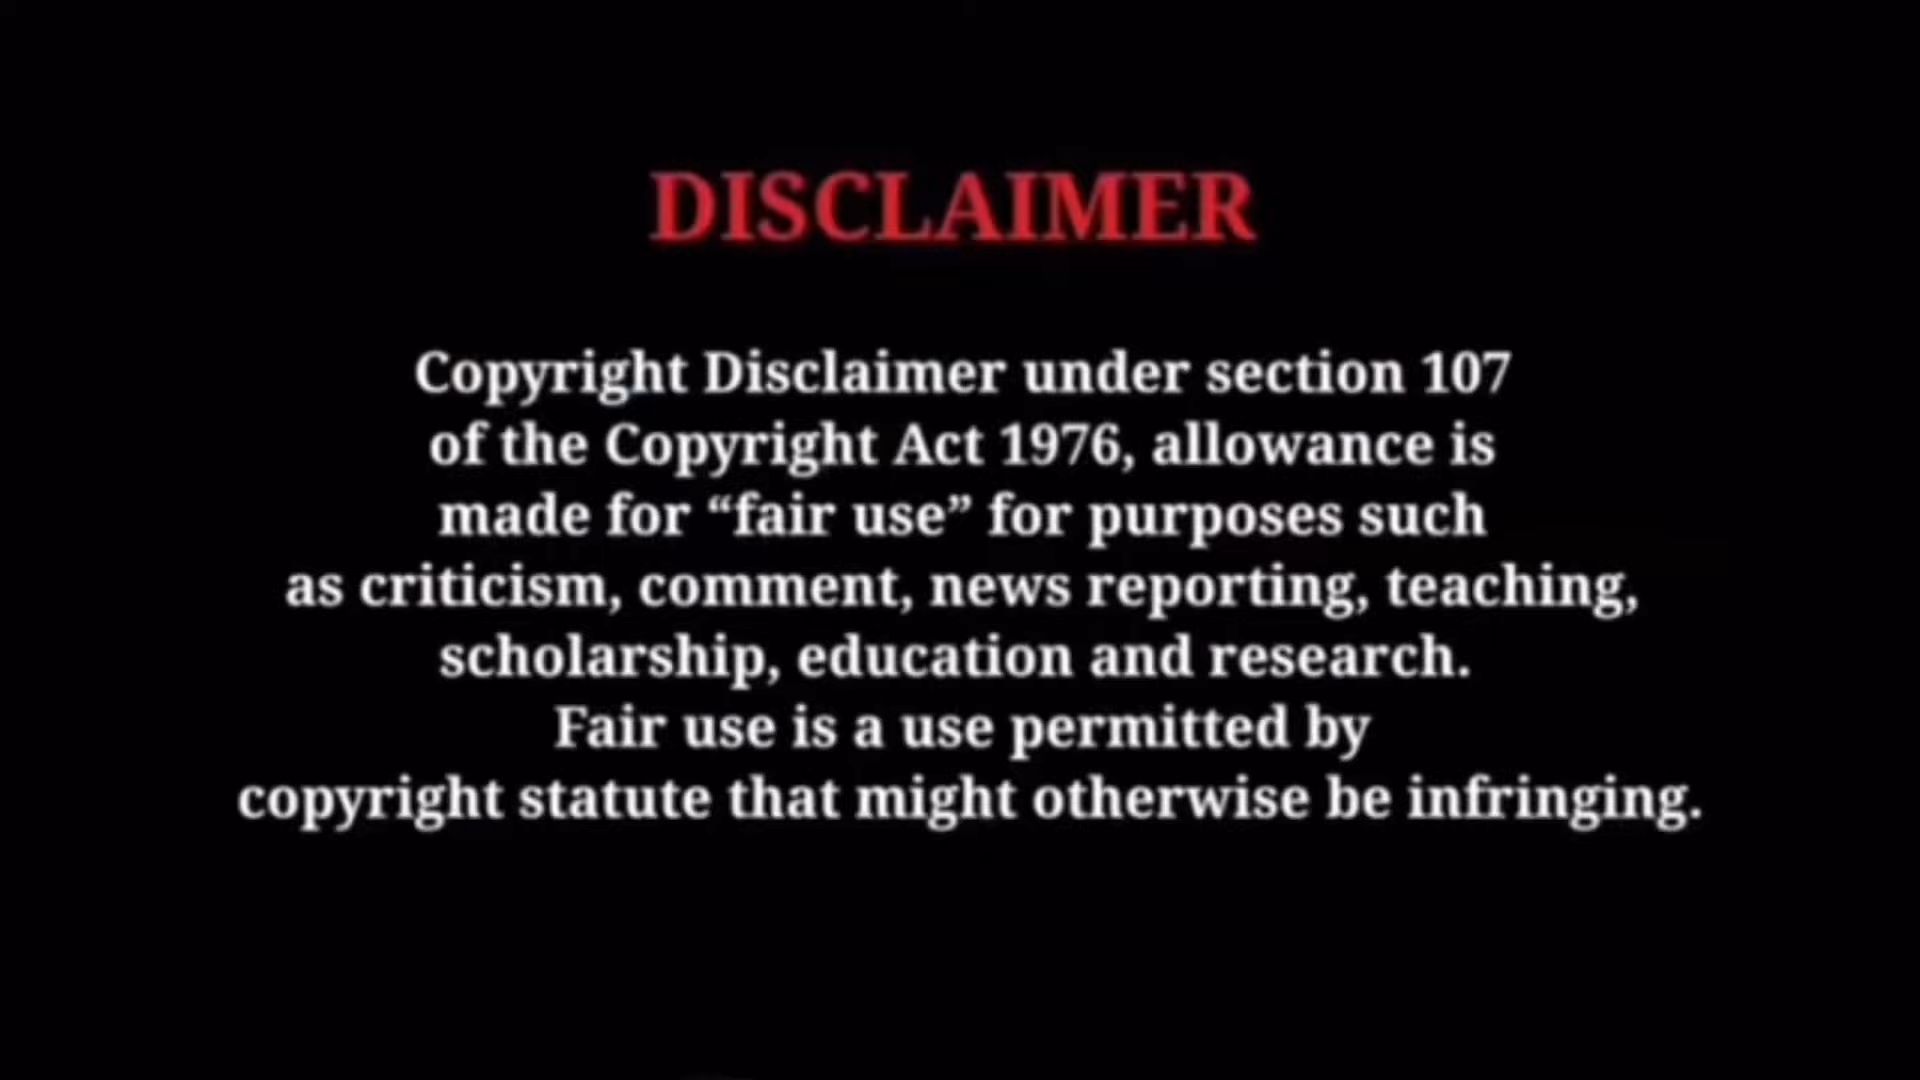 DISCLAIMER
Copyright Disclaimer under section 107
of the Copyright Act 1976, allowance is
made for “fair use” for purposes such
as criticism, comment, news reporting, teaching,
scholarship, education and research.
Fair use is a use permitted by
copyright statute that might otherwise be infringing.